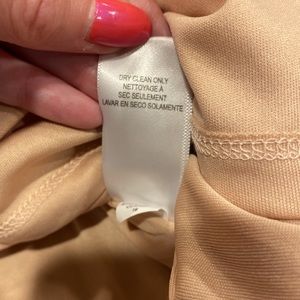 DRY CLEAN ONLY
NETTOYAGE À
SEC SEULEMENT
LAVAR EN SECO SOLAMENTE